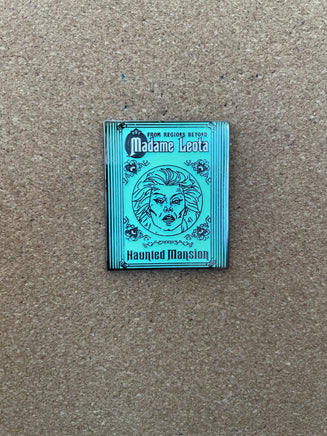 FROM REGIONS BEYOND
Madame Leota
Haunted Mansion